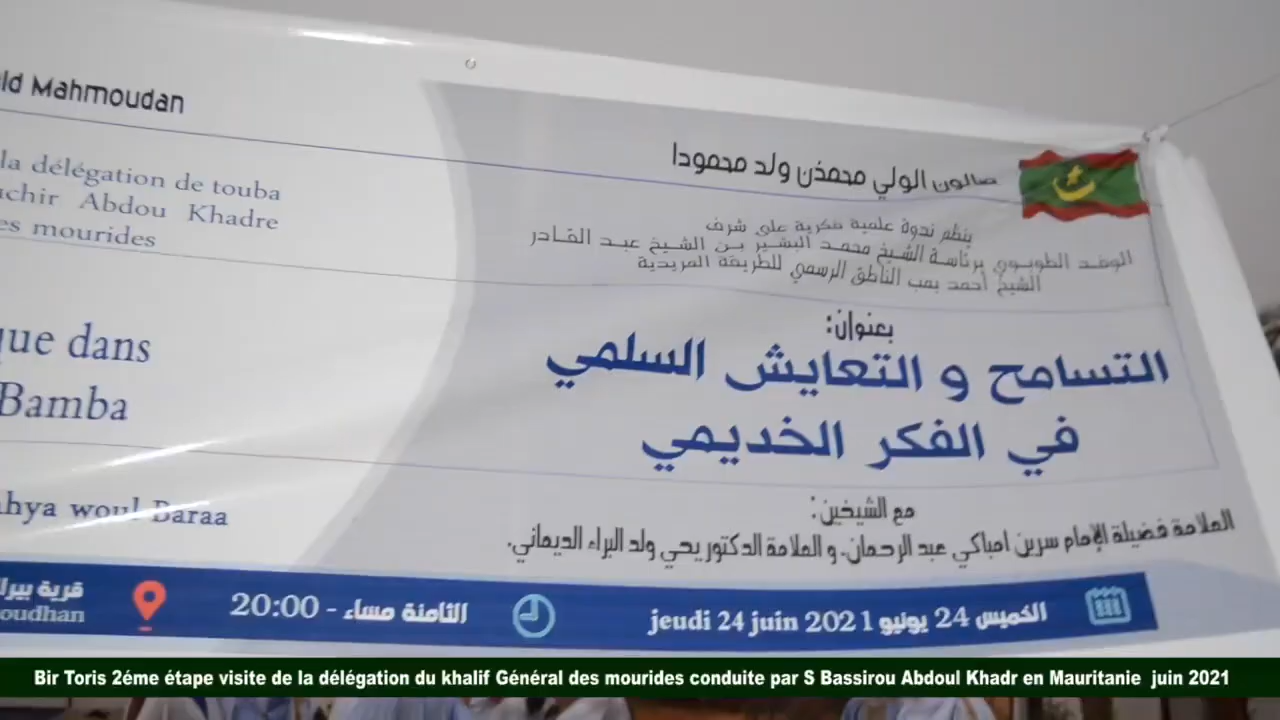 ld Mahmoudan
la délégation de touba
uchir Abdou Khadre
es mourides
que dans
Bamba
ahya woul Baraa
صالون الولي محمذن ولد محمودا
ينظم ندوة علمية فكرية على شرف
الوفد الطوبوي برئاسة الشيخ محمد البشير بن الشيخ عبد القادر
الشيخ أحمد بمب الناطق الرسمي للطريقة المريدية
بعنوان:
التسامح و التعايش السلمي
في الفكر الخديمي
مع الشيخين:
العلامة فضيلة الإمام سرين امباكي عبد الرحمان. و العلامة الدكتور يحي ولد البراء الديماني.
الخميس 24 يونيو 2021 jeudi 24 juin
الثامنة مساء - 20:00
قرية بيرا
oudhan
Bir Toris 2éme étape visite de la délégation du khalif Général des mourides conduite par S Bassirou Abdoul Khadr en Mauritanie juin 2021